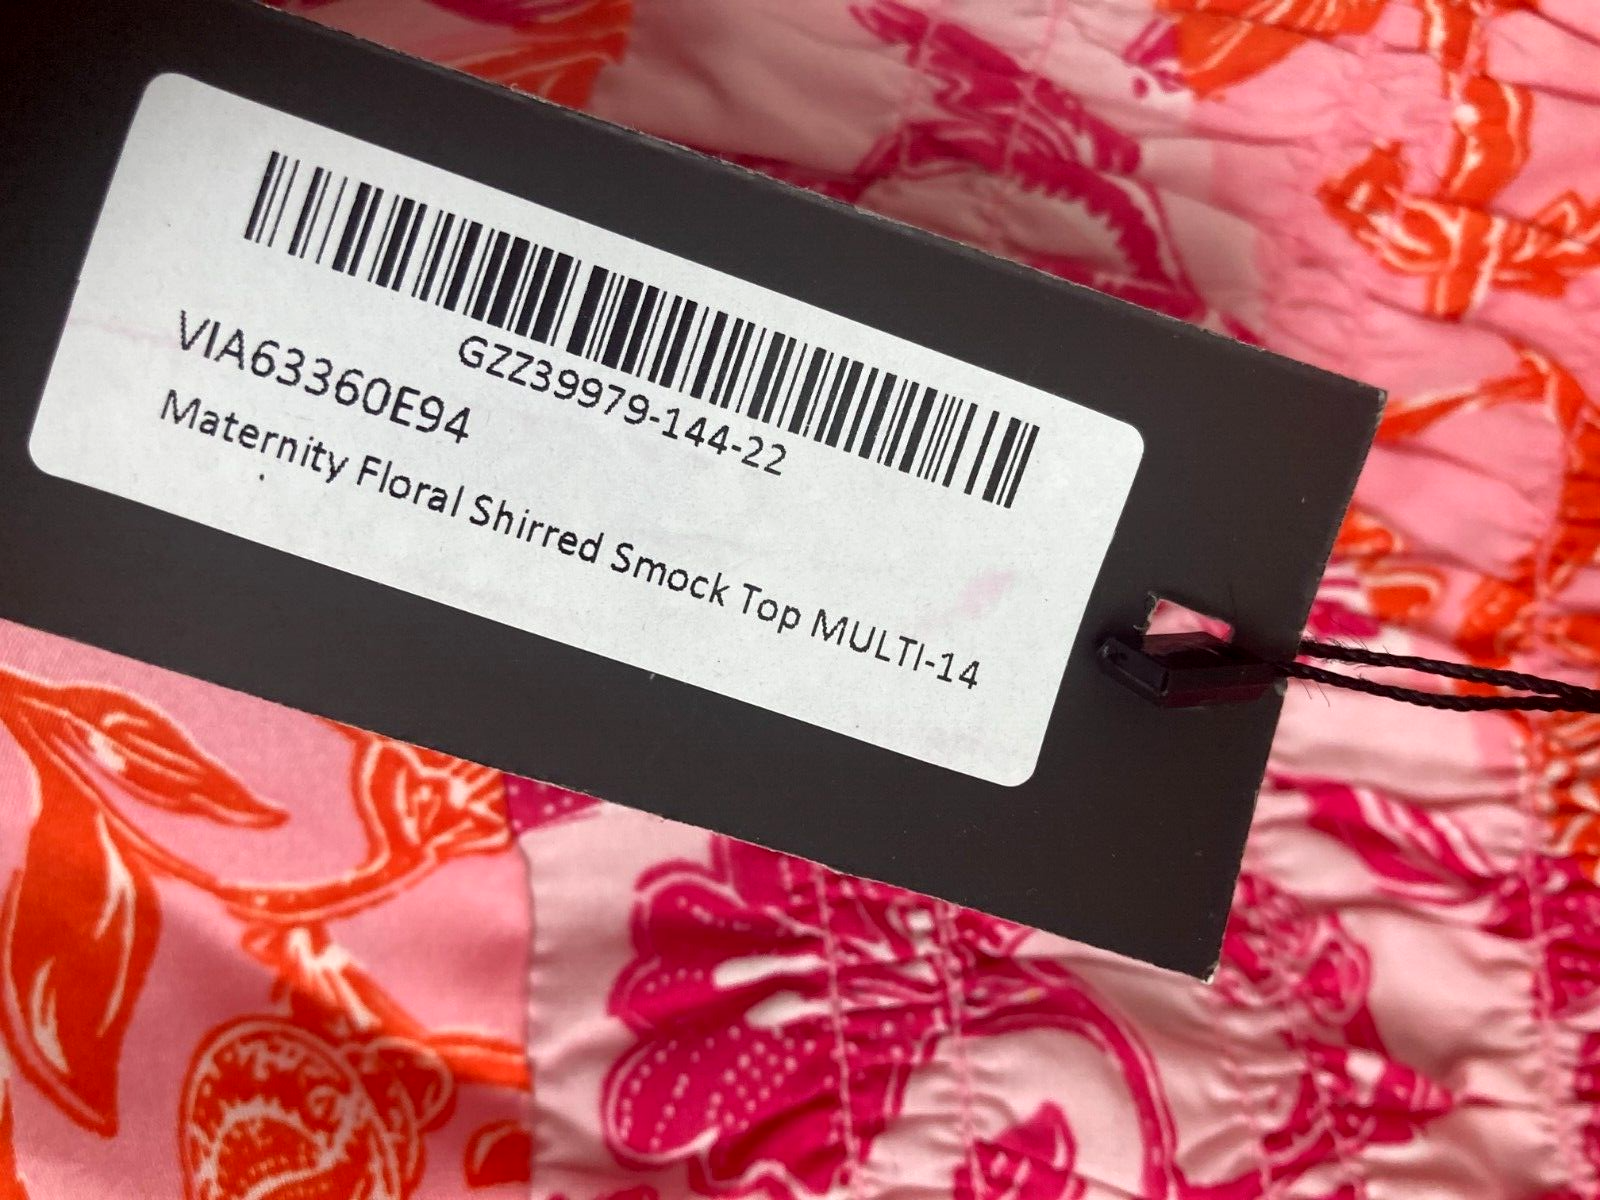 GZZ39979-144-22
VIA63360E94
Maternity Floral Shirred Smock Top MULTI-14